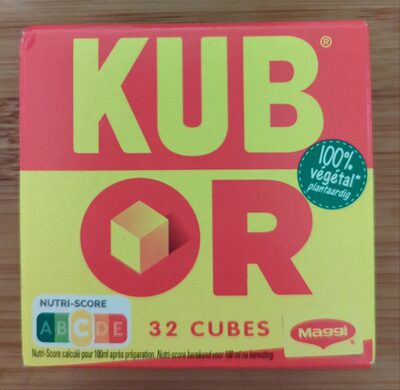 KUB®
OR
100%
végétal*
plantaardig
NUTRI-SCORE
ABCDE
32 CUBES
Maggi®
Nutri-Score calculé pour 100ml après préparation. Nutri-score berekend voor 100 ml na bereiding.